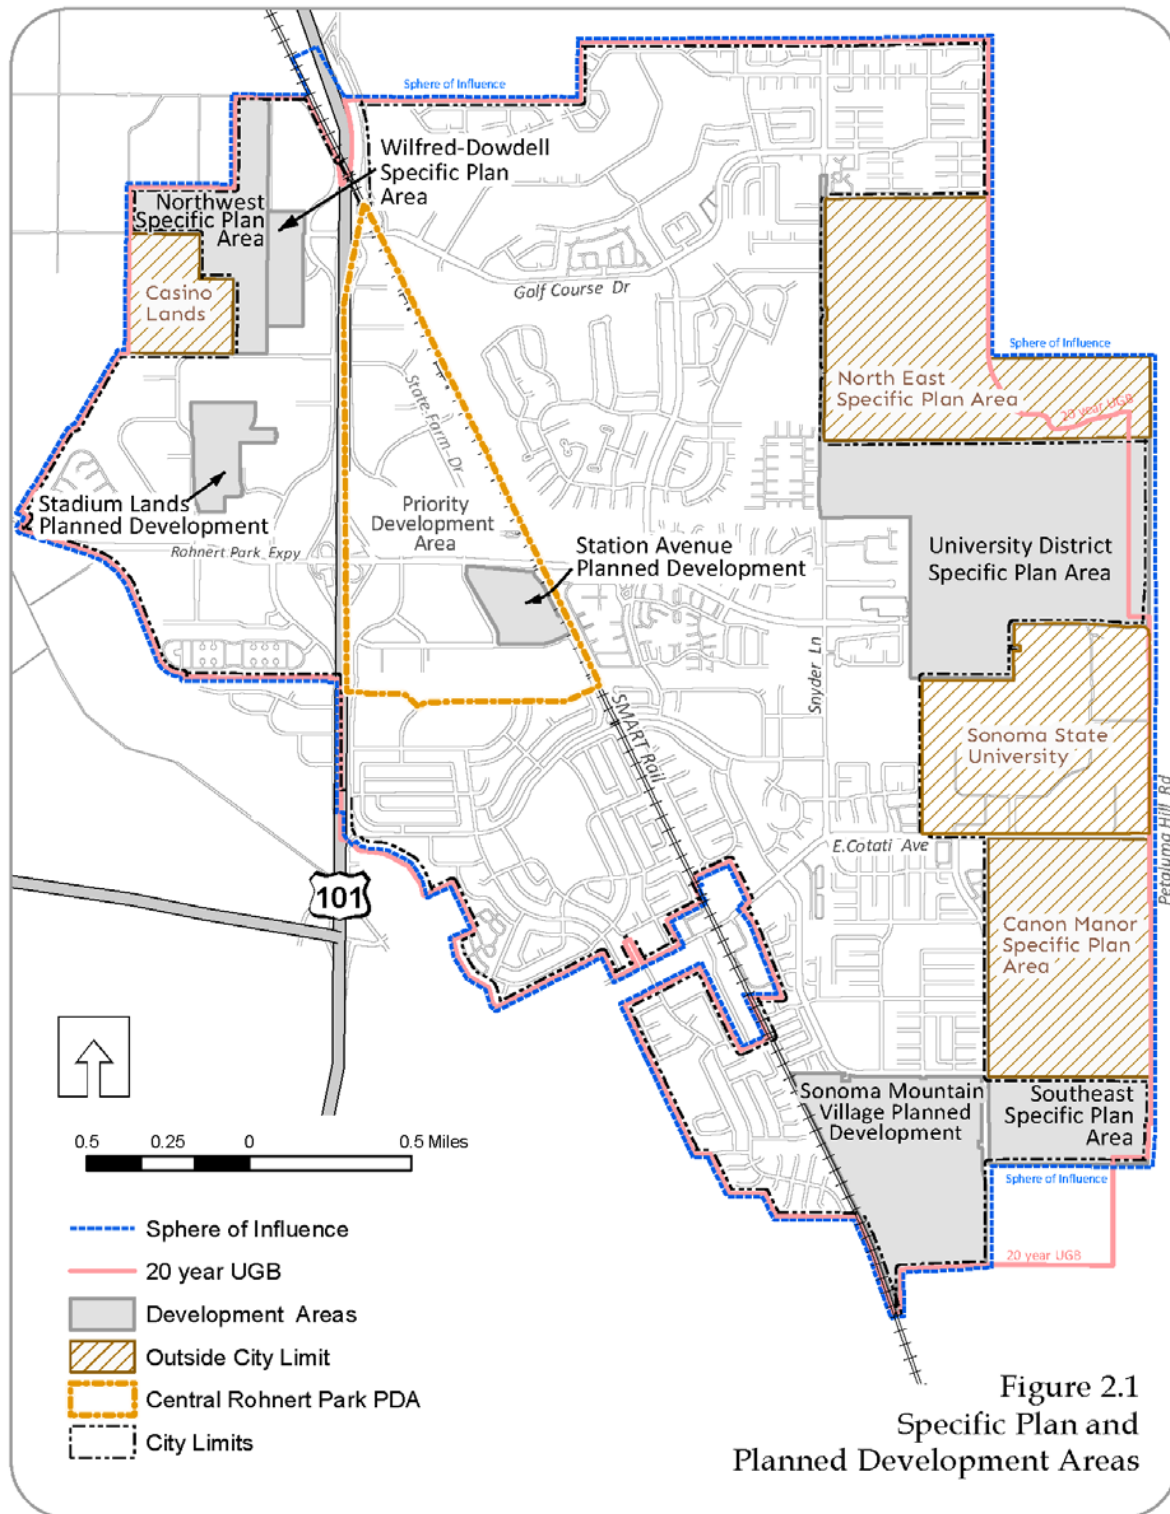 Sphere of Influence
Wilfred-Dowdell
Specific Plan
Area
Northwest
Specific Plan
Area
Casino
Lands
Golf Course Dr
Sphere of Influence
North East
Specific Plan Area
20 year UGB
State Farm Dr
Stadium Lands
Planned Development
Priority
Development
Area
Rohnert Park Expy
Station Avenue
Planned Development
University District
Specific Plan Area
Snyder Ln
SMART Rail
Sonoma State
University
Petaluma Hill Rd
E.Cotati Ave
101
Canon Manor
Specific Plan
Area
Sonoma Mountain
Village Planned
Development
Southeast
Specific Plan
Area
Sphere of Influence
20 year UGB
0.5 0.25 0 0.5 Miles
Sphere of Influence
20 year UGB
Development Areas
Outside City Limit
Central Rohnert Park PDA
City Limits
Figure 2.1
Specific Plan and
Planned Development Areas